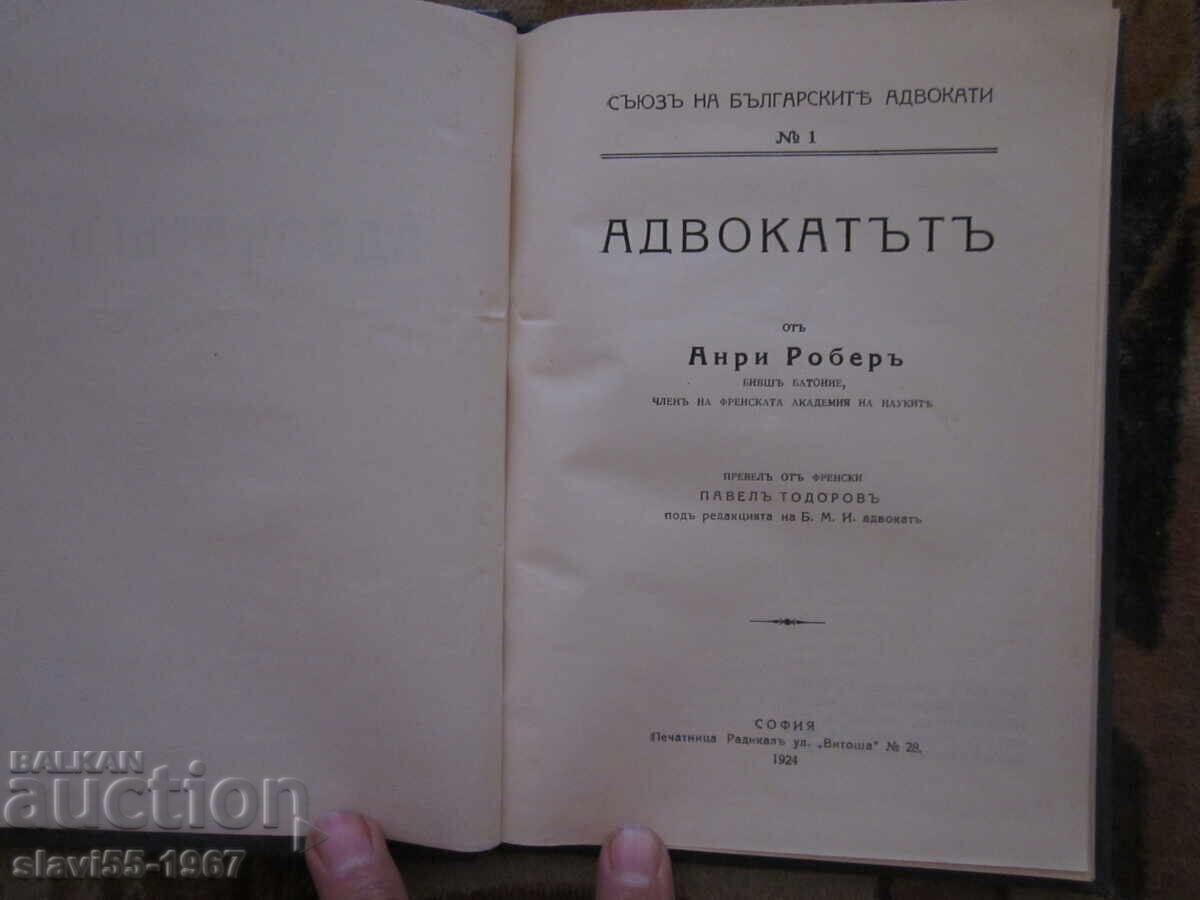 СЪЮЗЪ НА БЪЛГАРСКИТѢ АДВОКАТИ
№ 1
АДВОКАТЪТЪ
отъ
Анри Роберъ
БИВШЪ БАТОНИЕ,
ЧЛЕНЪ НА ФРЕНСКАТА АКАДЕМИЯ НА НАУКИТѢ
ПРЕВЕЛЪ ОТЪ ФРЕНСКИ
ПАВЕЛЪ ТОДОРОВЪ
подъ редакцията на Б. М. И. адвокатъ
СОФИЯ
Печатница Радикалъ ул. „Витоша" № 28.
1924
BALKAN
auction
slavi55-1967